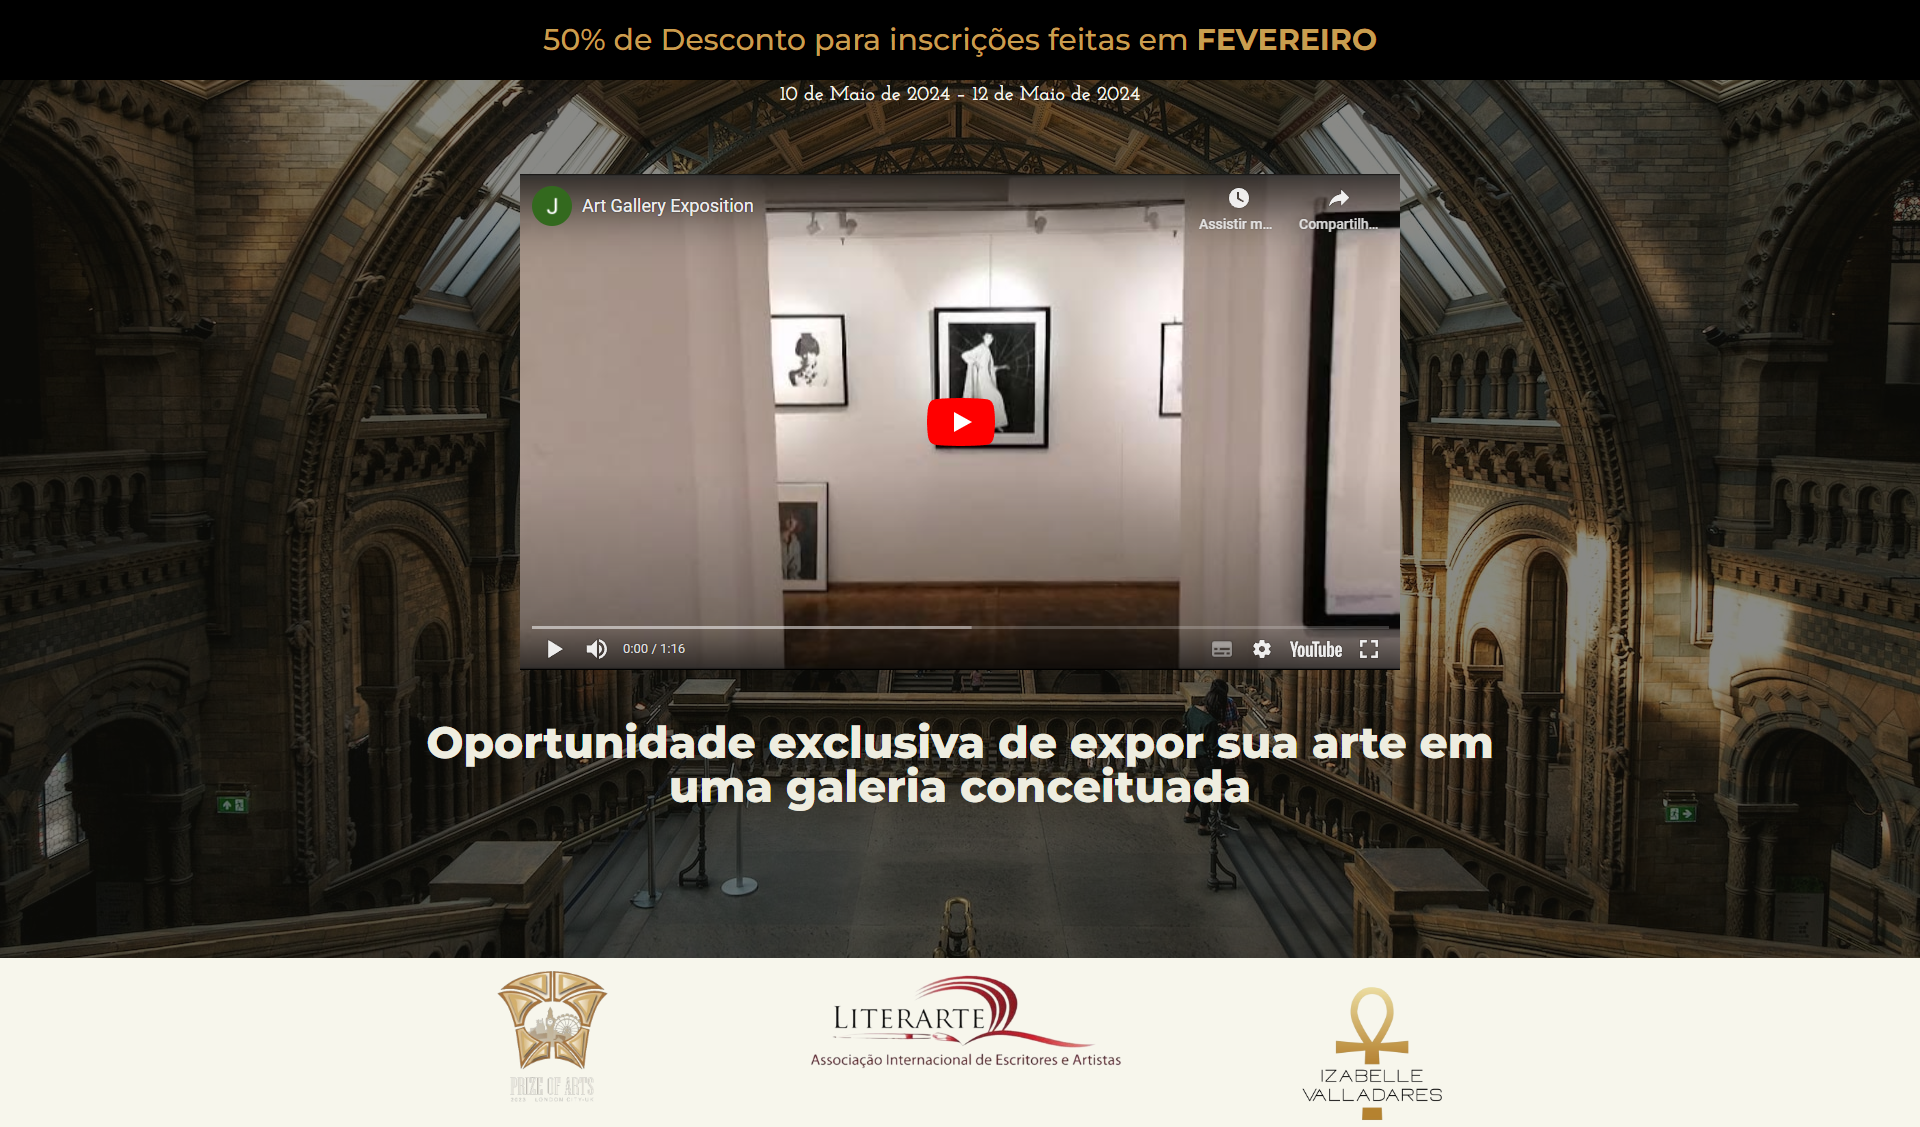 50% de Desconto para inscrições feitas em FEVEREIRO
10 de Maio de 2024 – 12 de Maio de 2024
J
Art Gallery Exposition
Assistir m...
Compartilh...
0:00 / 1:16
YouTube
Oportunidade exclusiva de expor sua arte em
uma galeria conceituada
PRIZE OF ARTS
LITERARTE
Associação Internacional de Escritores e Artistas
IZABELLE
VALLADARES